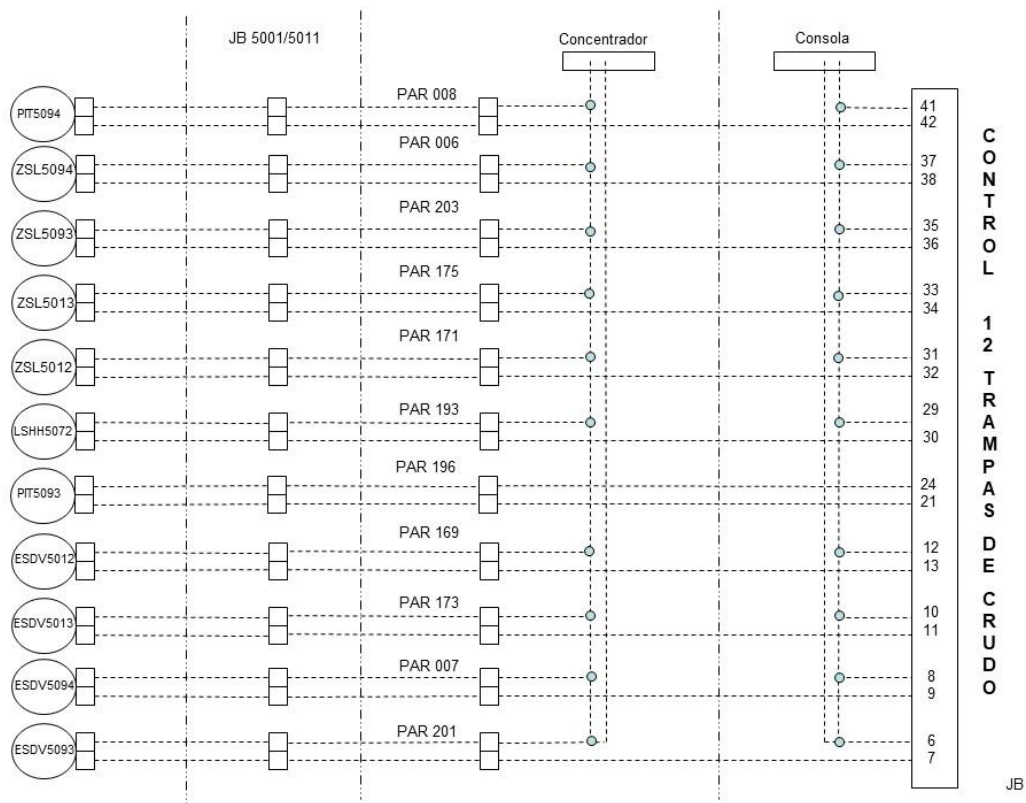 JB 5001/5011
Concentrador
Consola
PIT5094
PAR 008
41
42
ZSL5094
PAR 006
37
38
ZSL5093
PAR 203
35
36
ZSL5013
PAR 175
33
34
ZSL5012
PAR 171
31
32
LSHH5072
PAR 193
29
30
PIT5093
PAR 196
24
21
ESDV5012
PAR 169
12
13
ESDV5013
PAR 173
10
11
ESDV5094
PAR 007
8
9
ESDV5093
PAR 201
6
7
CONTROL 12 TRAMPAS DE CRUDO
JB